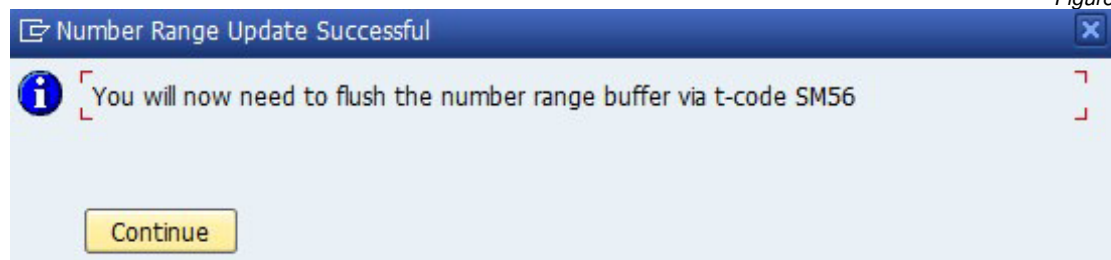 Figure
Number Range Update Successful
You will now need to flush the number range buffer via t-code SM56
Continue